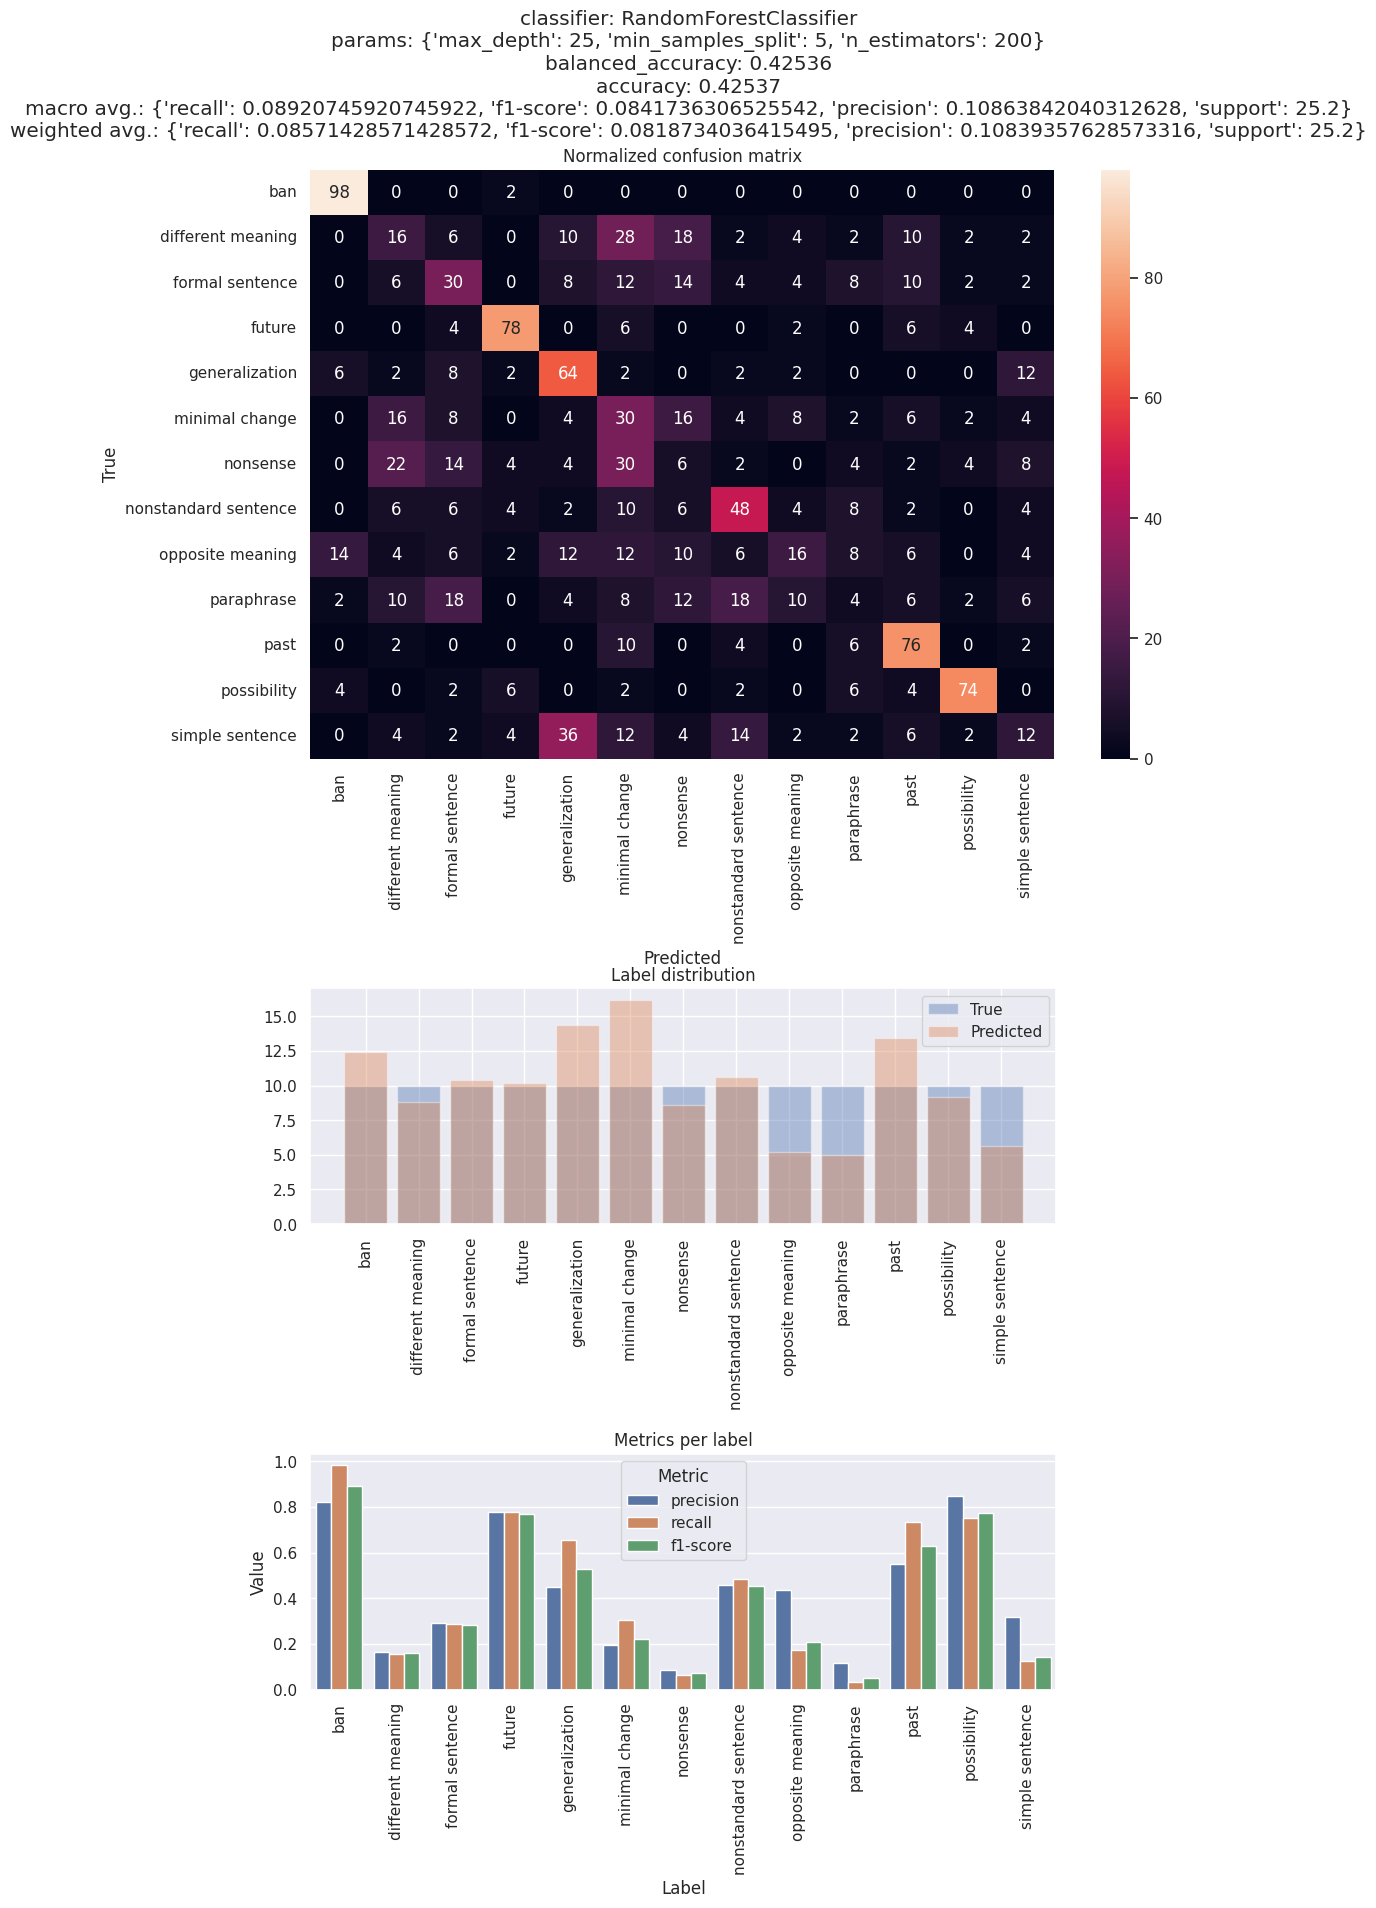 classifier: RandomForestClassifier
params: {'max_depth': 25, 'min_samples_split': 5, 'n_estimators': 200}
balanced_accuracy: 0.42536
accuracy: 0.42537
macro avg.: {'recall': 0.08920745920745922, 'f1-score': 0.0841736306525542, 'precision': 0.10863842040312628, 'support': 25.2}
weighted avg.: {'recall': 0.08571428571428572, 'f1-score': 0.0818734036415495, 'precision': 0.10839357628573316, 'support': 25.2}
Normalized confusion matrix
True
ban 98 0 0 2 0 0 0 0 0 0 0 0 0
different meaning 0 16 6 0 10 28 18 2 4 2 10 2 2
formal sentence 0 6 30 0 8 12 14 4 4 8 10 2 2
future 0 0 4 78 0 6 0 0 2 0 6 4 0
generalization 6 2 8 2 64 2 0 2 2 0 0 0 12
minimal change 0 16 8 0 4 30 16 4 8 2 6 2 4
nonsense 0 22 14 4 4 30 6 2 0 4 2 4 8
nonstandard sentence 0 6 6 4 2 10 6 48 4 8 2 0 4
opposite meaning 14 4 6 2 12 12 10 6 16 8 6 0 4
paraphrase 2 10 18 0 4 8 12 18 10 4 6 2 6
past 0 2 0 0 0 10 0 4 0 6 76 0 2
possibility 4 0 2 6 0 2 0 2 0 6 4 74 0
simple sentence 0 4 2 4 36 12 4 14 2 2 6 2 12
ban different meaning formal sentence future generalization minimal change nonsense nonstandard sentence opposite meaning paraphrase past possibility simple sentence
Predicted
80
60
40
20
0
Label distribution
True
Predicted
15.0
12.5
10.0
7.5
5.0
2.5
0.0
ban different meaning formal sentence future generalization minimal change nonsense nonstandard sentence opposite meaning paraphrase past possibility simple sentence
Metrics per label
Metric
precision
recall
f1-score
Value
1.0
0.8
0.6
0.4
0.2
0.0
ban different meaning formal sentence future generalization minimal change nonsense nonstandard sentence opposite meaning paraphrase past possibility simple sentence
Label